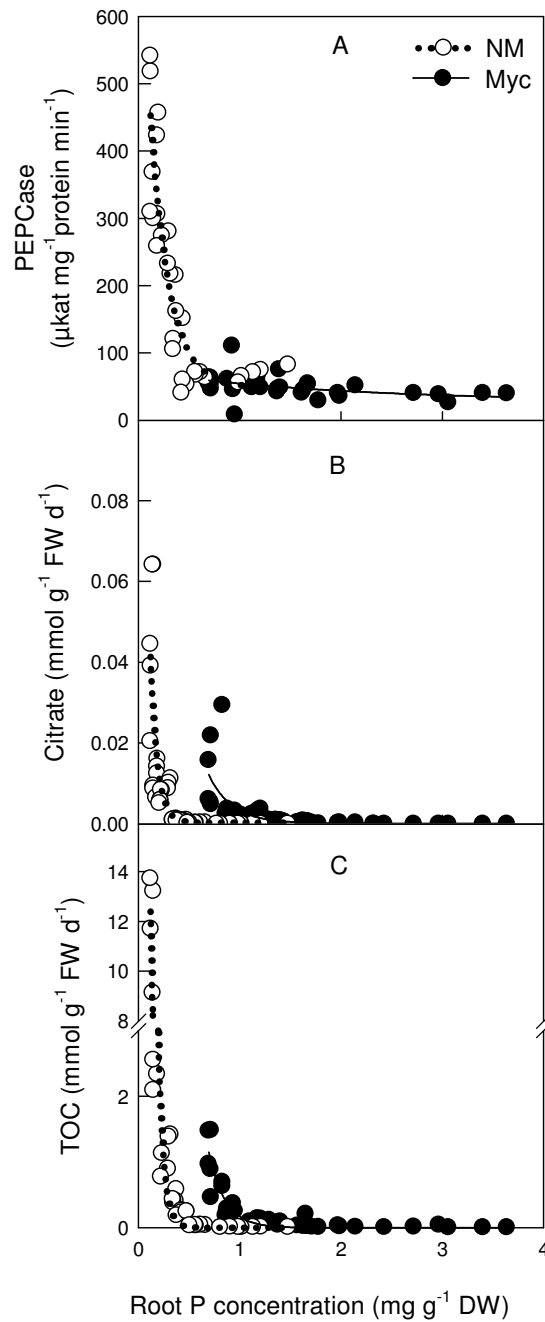 600
A
NM
Myc
500
400
300
200
100
0
PEPCase
(µkat mg⁻¹protein min⁻¹)
B
0.08
0.06
0.04
0.02
0.00
Citrate (mmol g⁻¹ FW d⁻¹)
C
14
12
10
8
2
0
TOC (mmol g⁻¹ FW d⁻¹)
0 1 2 3 4
Root P concentration (mg g⁻¹ DW)